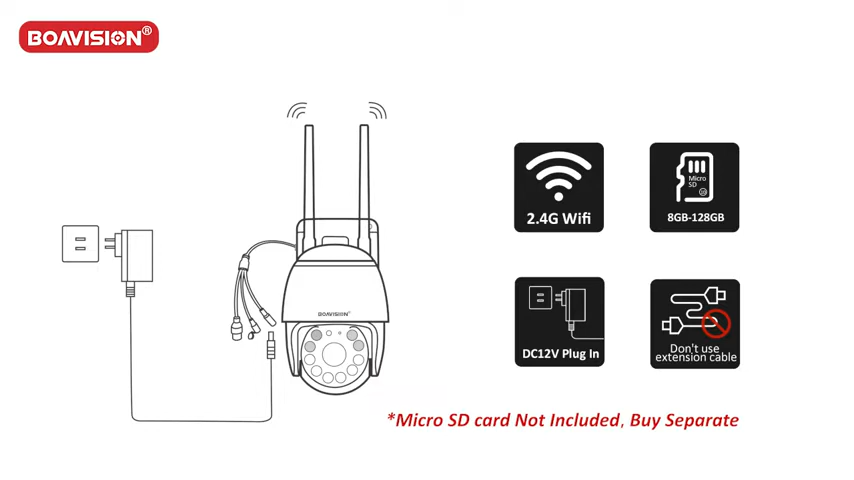 BOAVISION®
2.4G Wifi
Micro
SD
10
8GB-128GB
BOAVISION®
DC12V Plug In
Don't use
extension cable
*Micro SD card Not Included, Buy Separate